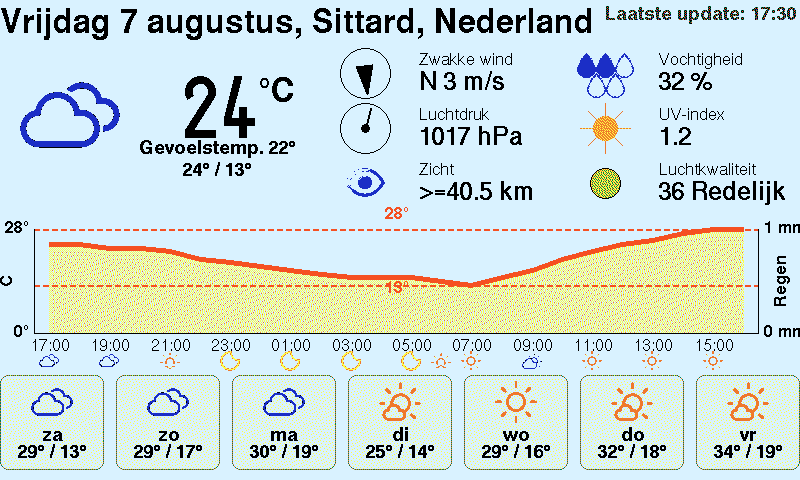 Vrijdag 7 augustus, Sittard, Nederland
Laatste update: 17:30
24 °C
Gevoelstemp. 22°
24° / 13°
Zwakke wind
N 3 m/s
Luchtdruk
1017 hPa
Zicht
>=40.5 km
Vochtigheid
32 %
UV-index
1.2
Luchtkwaliteit
36 Redelijk
28°
28°
1 mm
C
13°
Regen
0°
0 mm
17:00 19:00 21:00 23:00 01:00 03:00 05:00 07:00 09:00 11:00 13:00 15:00
za zo ma di wo do vr
29° / 13° 29° / 17° 30° / 19° 25° / 14° 29° / 16° 32° / 18° 34° / 19°